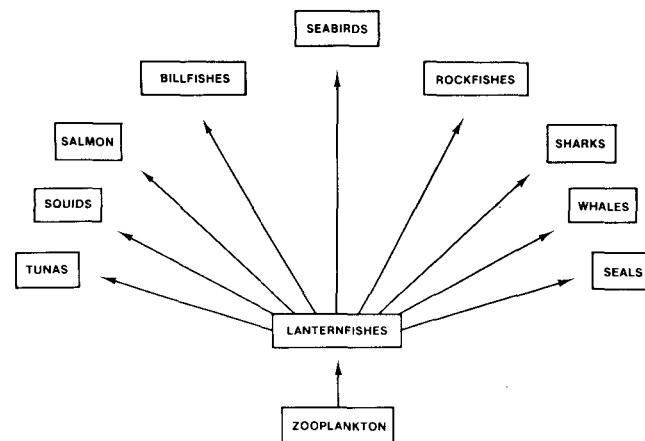 SEABIRDS
BILLFISHES
ROCKFISHES
SALMON
SHARKS
SQUIDS
WHALES
TUNAS
SEALS
LANTERNFISHES
ZOOPLANKTON